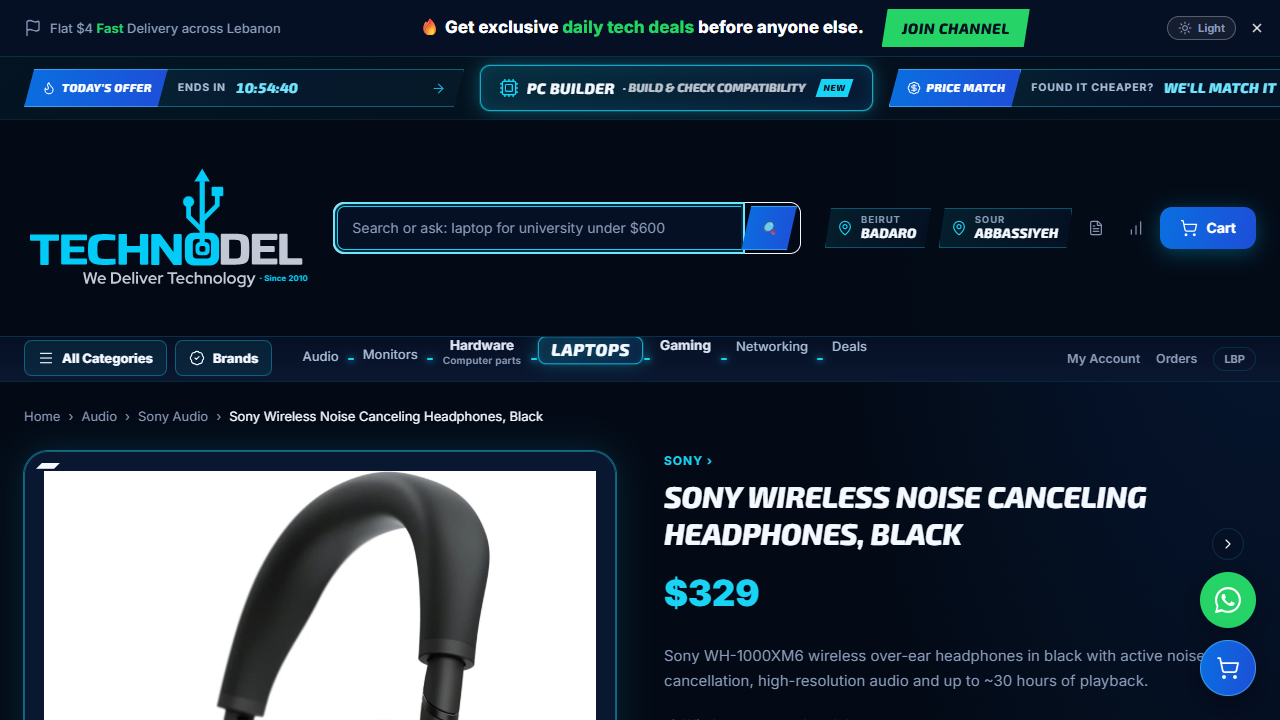 Flat $4 Fast Delivery across Lebanon
Get exclusive daily tech deals before anyone else.
JOIN CHANNEL
Light
TODAY'S OFFER
ENDS IN
10:54:40
PC BUILDER
· BUILD & CHECK COMPATIBILITY
NEW
PRICE MATCH
FOUND IT CHEAPER?
WE'LL MATCH IT
TECHNODEL
We Deliver Technology · Since 2010
Search or ask: laptop for university under $600
BEIRUT
BADARO
SOUR
ABBASSIYEH
Cart
All Categories
Brands
Audio
Monitors
Hardware
Computer parts
LAPTOPS
Gaming
Networking
Deals
My Account
Orders
LBP
Home › Audio › Sony Audio › Sony Wireless Noise Canceling Headphones, Black
SONY ›
SONY WIRELESS NOISE CANCELING
HEADPHONES, BLACK
$329
Sony WH-1000XM6 wireless over-ear headphones in black with active noise
cancellation, high-resolution audio and up to ~30 hours of playback.